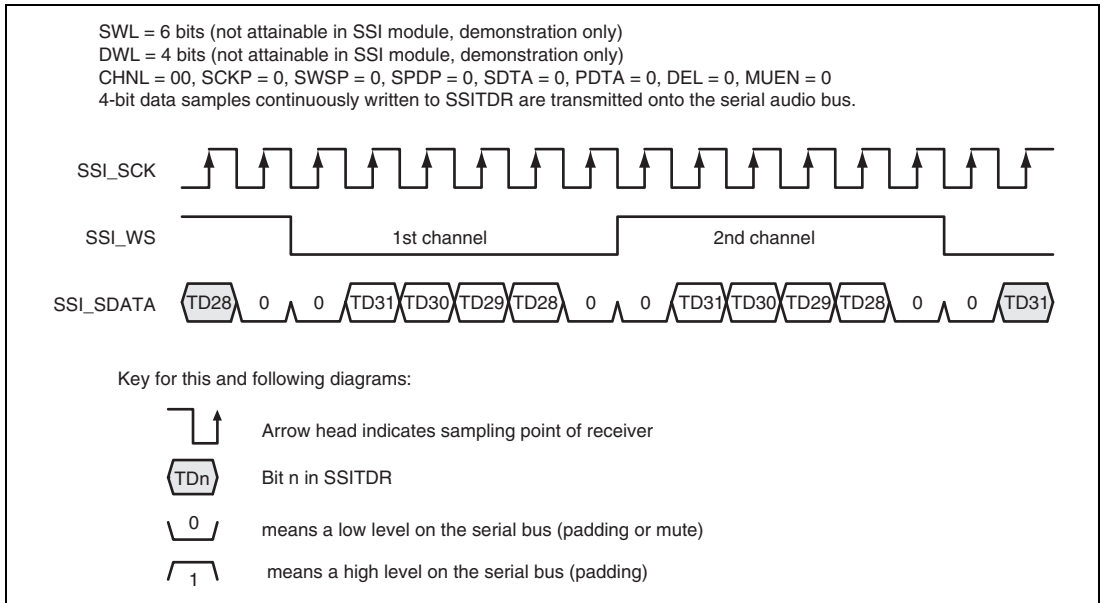 SWL = 6 bits (not attainable in SSI module, demonstration only)
DWL = 4 bits (not attainable in SSI module, demonstration only)
CHNL = 00, SCKP = 0, SWSP = 0, SPDP = 0, SDTA = 0, PDTA = 0, DEL = 0, MUEN = 0
4-bit data samples continuously written to SSITDR are transmitted onto the serial audio bus.
SSI_SCK
SSI_WS 1st channel 2nd channel
SSI_SDATA TD28 0 0 TD31 TD30 TD29 TD28 0 0 TD31 TD30 TD29 TD28 0 0 TD31
Key for this and following diagrams:
Arrow head indicates sampling point of receiver
TDn Bit n in SSITDR
0 means a low level on the serial bus (padding or mute)
1 means a high level on the serial bus (padding)